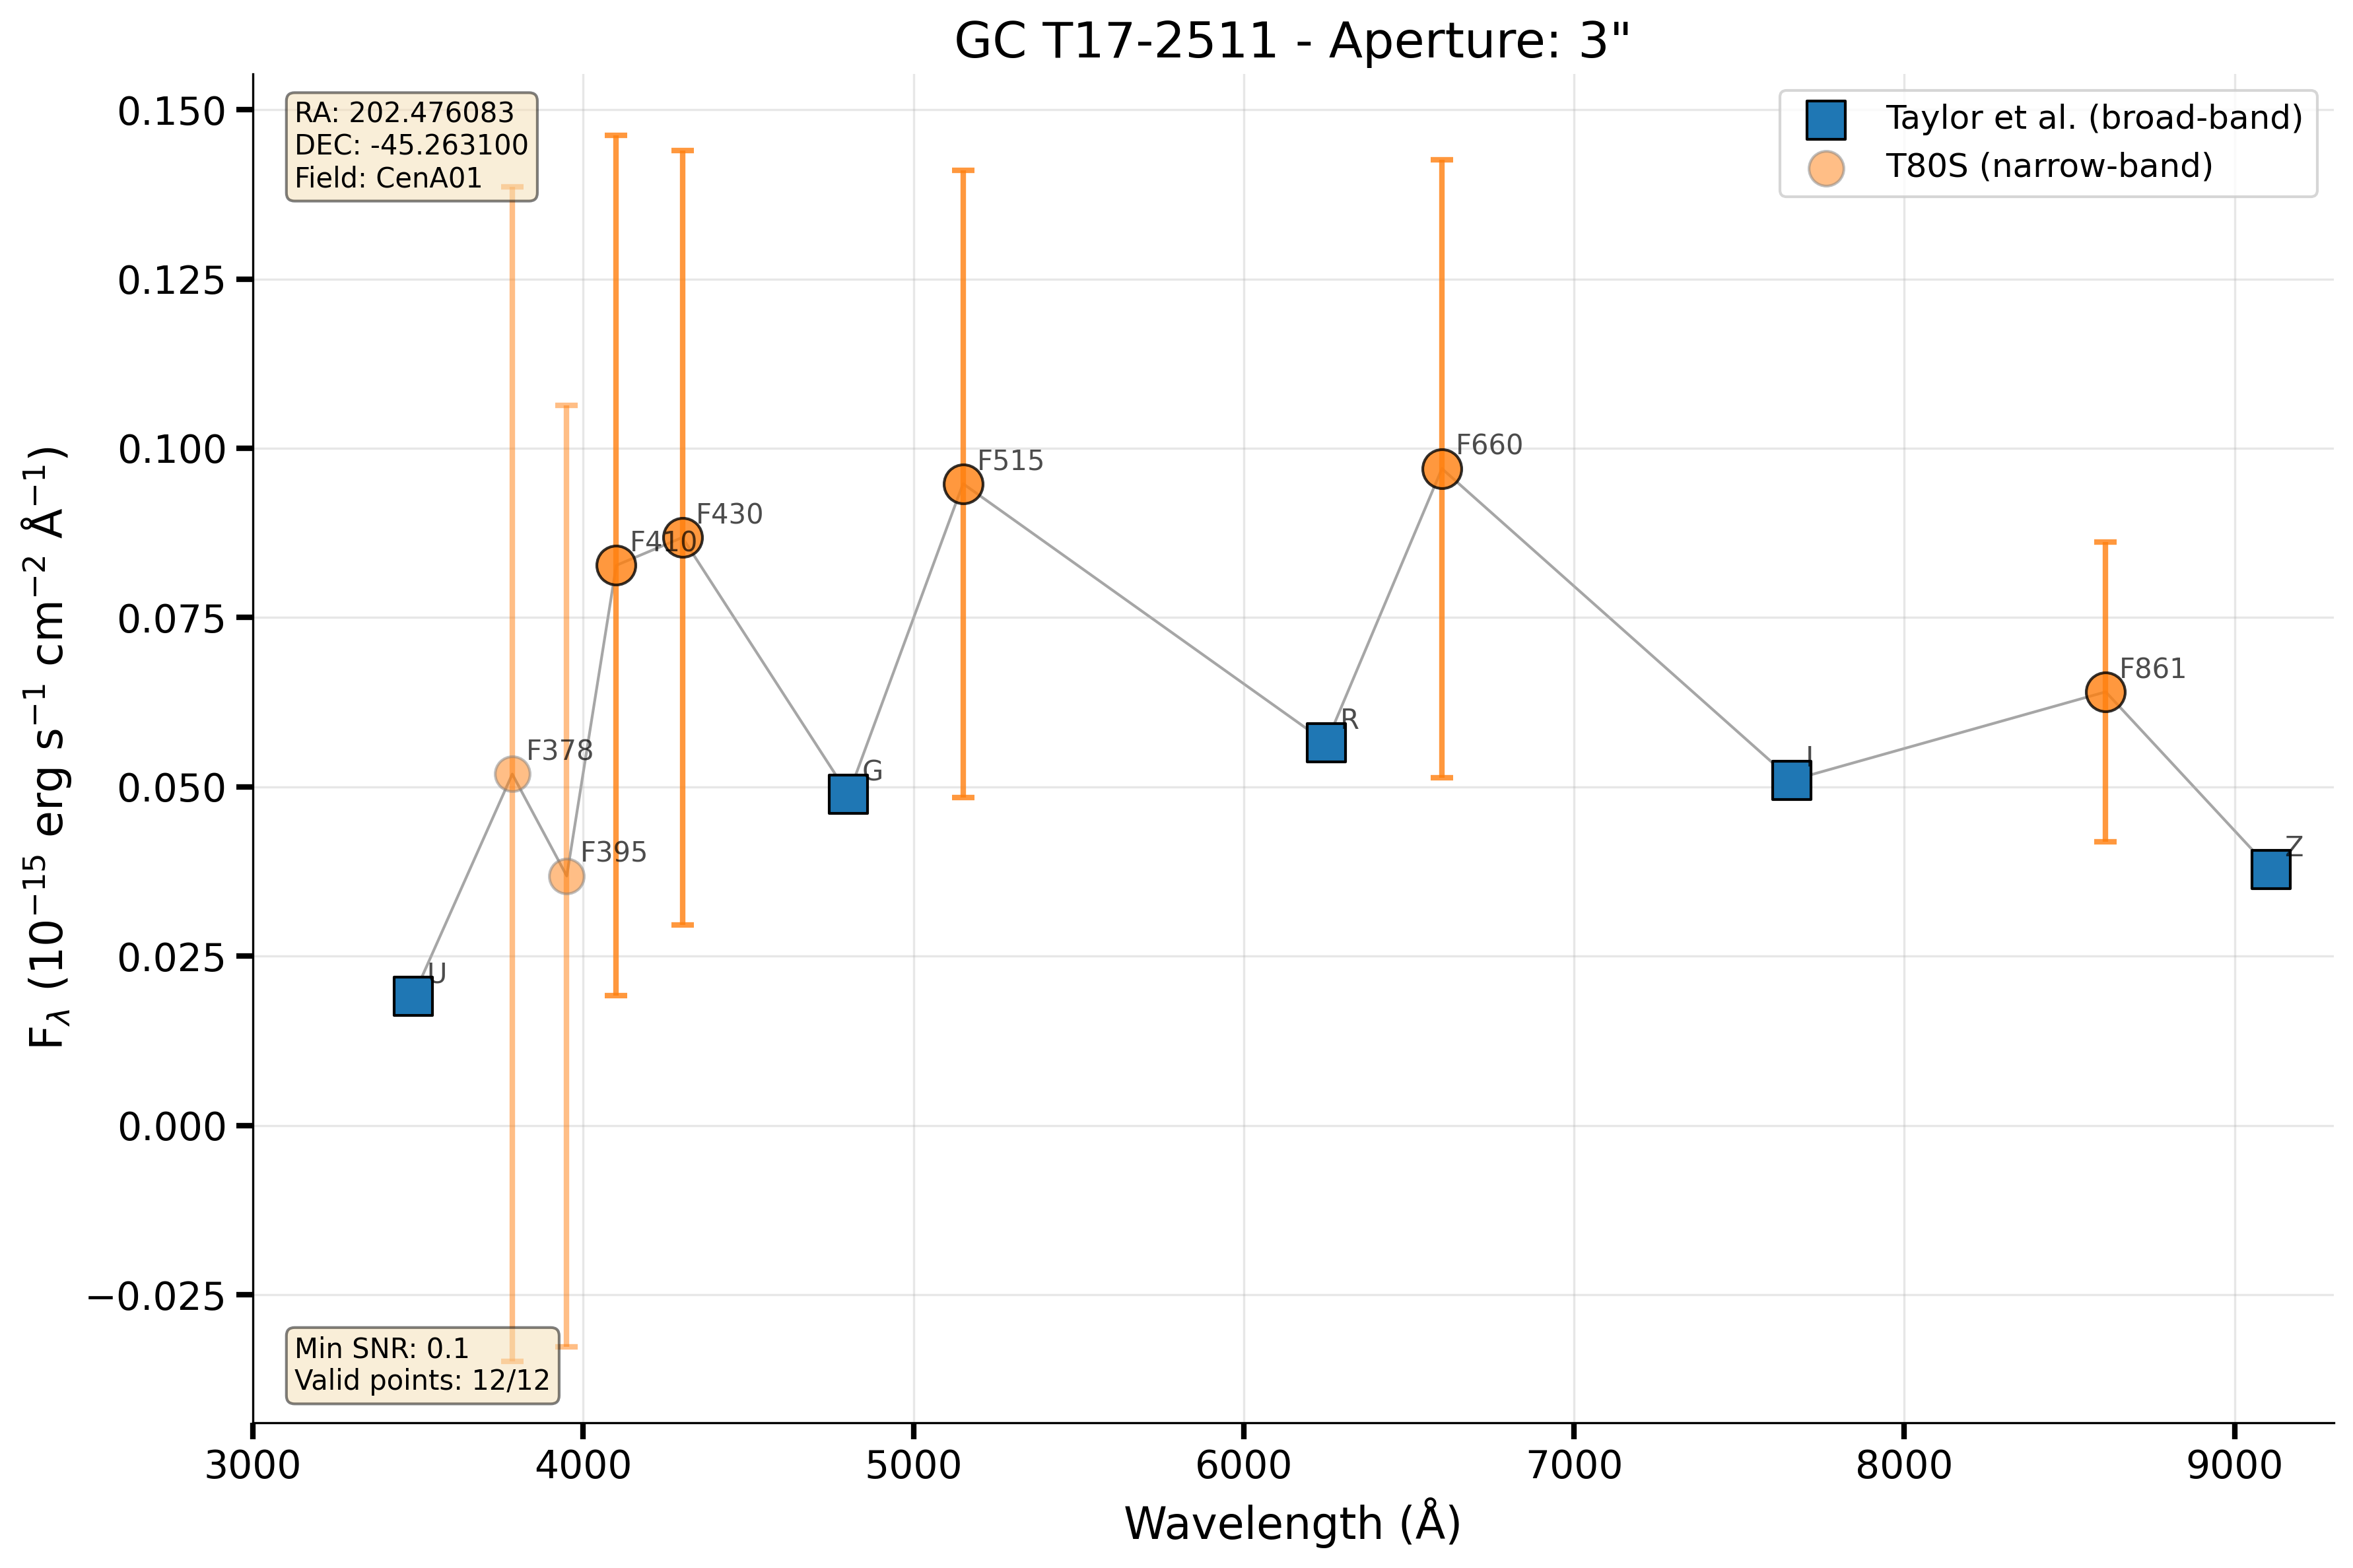 GC T17-2511 - Aperture: 3"
RA: 202.476083
DEC: -45.263100
Field: CenA01
Taylor et al. (broad-band)
T80S (narrow-band)
0.150
0.125
0.100
0.075
0.050
0.025
0.000
−0.025
F$_{λ}$ (10$^{−15}$ erg s$^{−1}$ cm$^{−2}$ Å$^{−1}$)
U
F378
F395
F410
F430
G
F515
R
F660
I
F861
Z
Min SNR: 0.1
Valid points: 12/12
3000 4000 5000 6000 7000 8000 9000
Wavelength (Å)